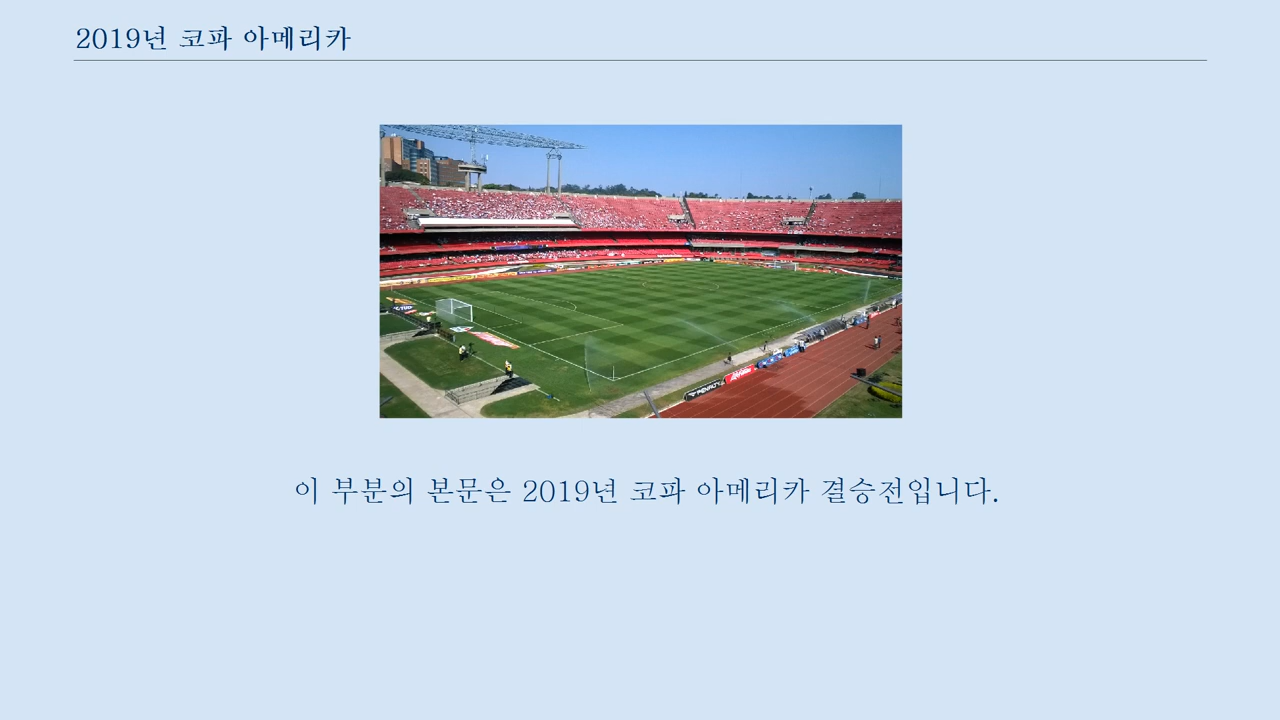 2019년 코파 아메리카
이 부분의 본문은 2019년 코파 아메리카 결승전입니다.